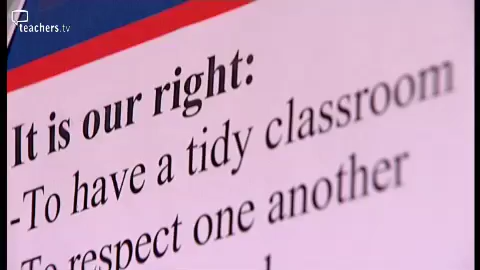 teachers.tv
It is our right:
-To have a tidy classroom
-To respect one another